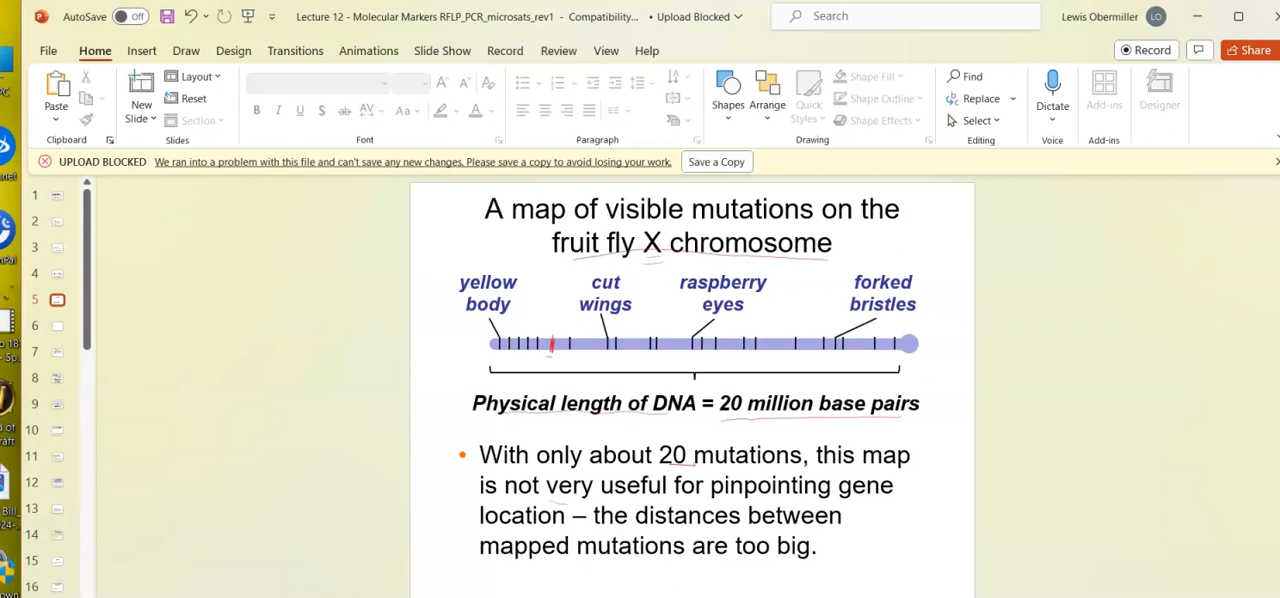 AutoSave Off Lecture 12 - Molecular Markers RFLP_PCR_microsats_rev1 - Compatibility... • Upload Blocked Search Lewis Obermiller LO
File Home Insert Draw Design Transitions Animations Slide Show Record Review View Help Record Share
Paste New Slide Layout Reset Section Shapes Arrange Quick Styles Shape Fill Shape Outline Shape Effects Find Replace Select Dictate Add-ins Designer
Clipboard Slides Font Paragraph Drawing Editing Voice Add-ins
UPLOAD BLOCKED We ran into a problem with this file and can't save any new changes. Please save a copy to avoid losing your work. Save a Copy
1
2
3
4
5
6
7
8
9
10
11
12
13
14
15
16
A map of visible mutations on the
fruit fly X chromosome
yellow cut raspberry forked
body wings eyes bristles
Physical length of DNA = 20 million base pairs
• With only about 20 mutations, this map
is not very useful for pinpointing gene
location – the distances between
mapped mutations are too big.